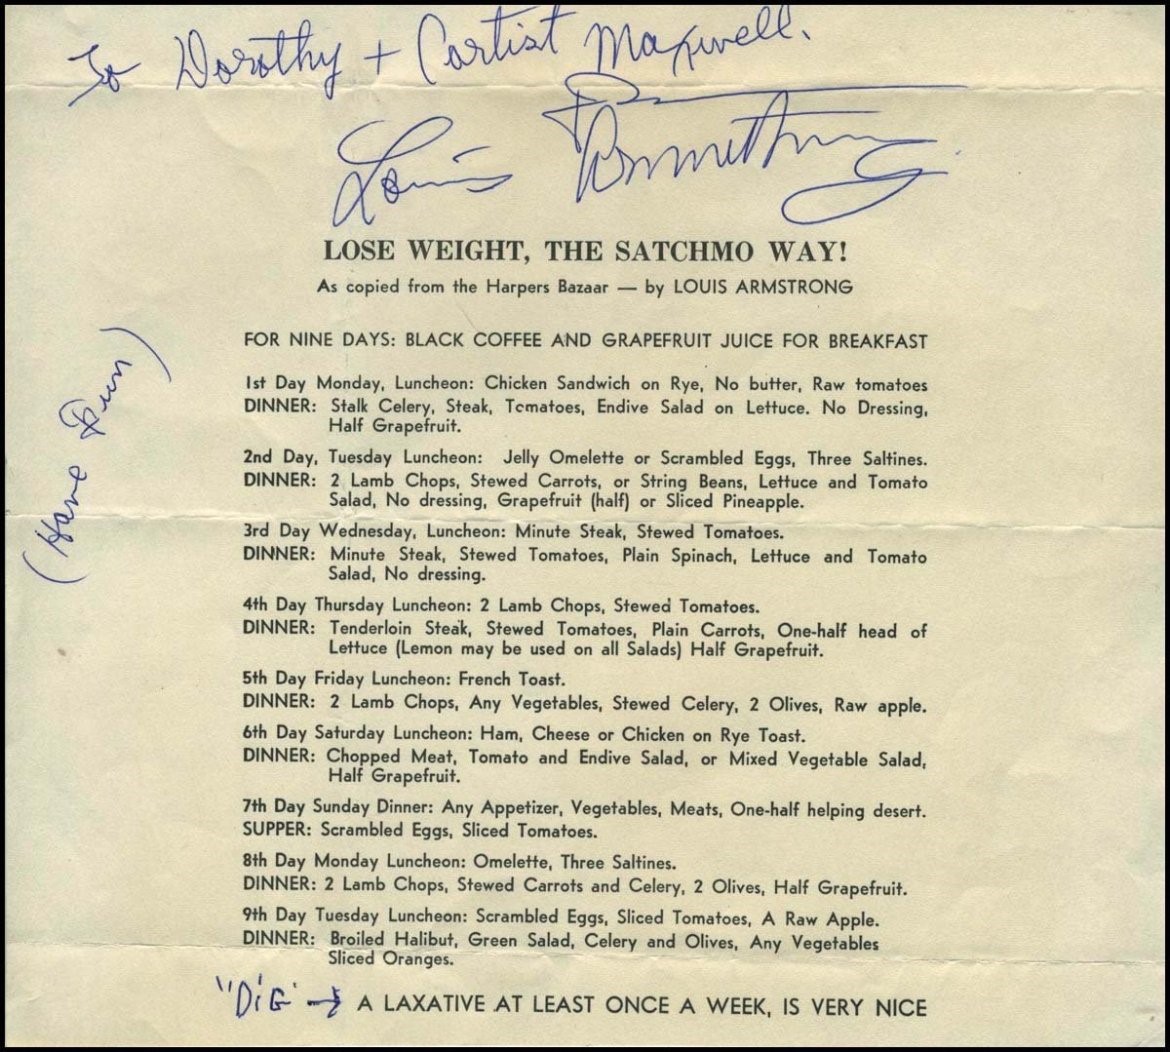 To Dorothy + Cartist Maxwell.
Louis Armstrong
LOSE WEIGHT, THE SATCHMO WAY!
As copied from the Harpers Bazaar — by LOUIS ARMSTRONG
(Have Fun)
FOR NINE DAYS: BLACK COFFEE AND GRAPEFRUIT JUICE FOR BREAKFAST
1st Day Monday, Luncheon: Chicken Sandwich on Rye, No butter, Raw tomatoes
DINNER: Stalk Celery, Steak, Tomatoes, Endive Salad on Lettuce. No Dressing,
Half Grapefruit.
2nd Day, Tuesday Luncheon: Jelly Omelette or Scrambled Eggs, Three Saltines.
DINNER: 2 Lamb Chops, Stewed Carrots, or String Beans, Lettuce and Tomato
Salad, No dressing, Grapefruit (half) or Sliced Pineapple.
3rd Day Wednesday, Luncheon: Minute Steak, Stewed Tomatoes.
DINNER: Minute Steak, Stewed Tomatoes, Plain Spinach, Lettuce and Tomato
Salad, No dressing.
4th Day Thursday Luncheon: 2 Lamb Chops, Stewed Tomatoes.
DINNER: Tenderloin Steak, Stewed Tomatoes, Plain Carrots, One-half head of
Lettuce (Lemon may be used on all Salads) Half Grapefruit.
5th Day Friday Luncheon: French Toast.
DINNER: 2 Lamb Chops, Any Vegetables, Stewed Celery, 2 Olives, Raw apple.
6th Day Saturday Luncheon: Ham, Cheese or Chicken on Rye Toast.
DINNER: Chopped Meat, Tomato and Endive Salad, or Mixed Vegetable Salad,
Half Grapefruit.
7th Day Sunday Dinner: Any Appetizer, Vegetables, Meats, One-half helping desert.
SUPPER: Scrambled Eggs, Sliced Tomatoes.
8th Day Monday Luncheon: Omelette, Three Saltines.
DINNER: 2 Lamb Chops, Stewed Carrots and Celery, 2 Olives, Half Grapefruit.
9th Day Tuesday Luncheon: Scrambled Eggs, Sliced Tomatoes, A Raw Apple.
DINNER: Broiled Halibut, Green Salad, Celery and Olives, Any Vegetables
Sliced Oranges.
"DiG" → A LAXATIVE AT LEAST ONCE A WEEK, IS VERY NICE